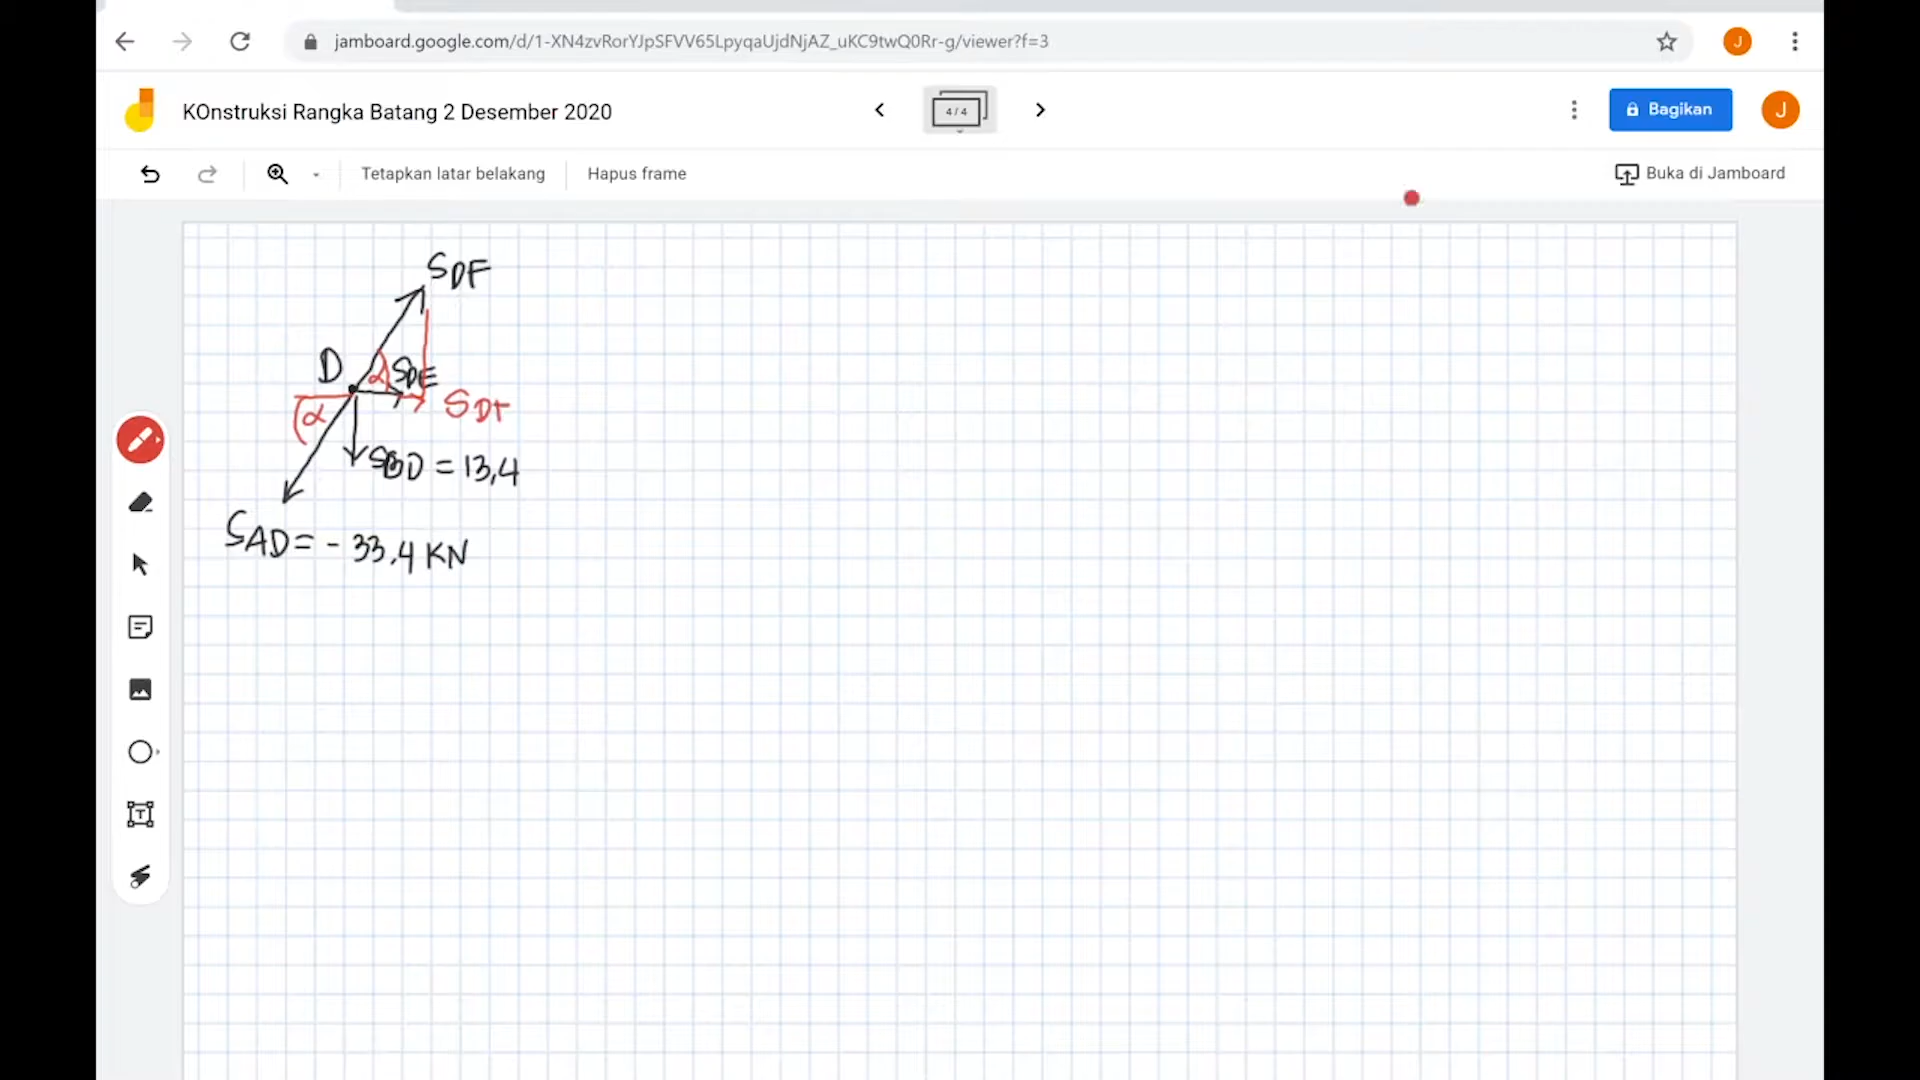 jamboard.google.com/d/1-XN4zvRorYJpSFVV65LpyqaUjdNjAZ_uKC9twQ0Rr-g/viewer?f=3
J
KOnstruksi Rangka Batang 2 Desember 2020
4 / 4
Bagikan
J
Tetapkan latar belakang
Hapus frame
Buka di Jamboard
SDF
D
α SDE
α
SBD = 13,4
SAD = - 33,4 KN